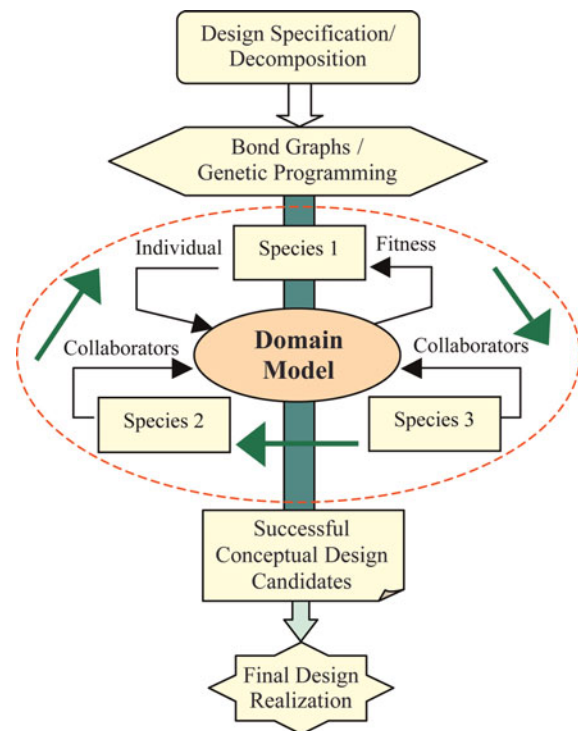 Design Specification/
Decomposition
Bond Graphs /
Genetic Programming
Individual
Species 1
Fitness
Domain
Model
Collaborators
Collaborators
Species 2
Species 3
Successful
Conceptual Design
Candidates
Final Design
Realization